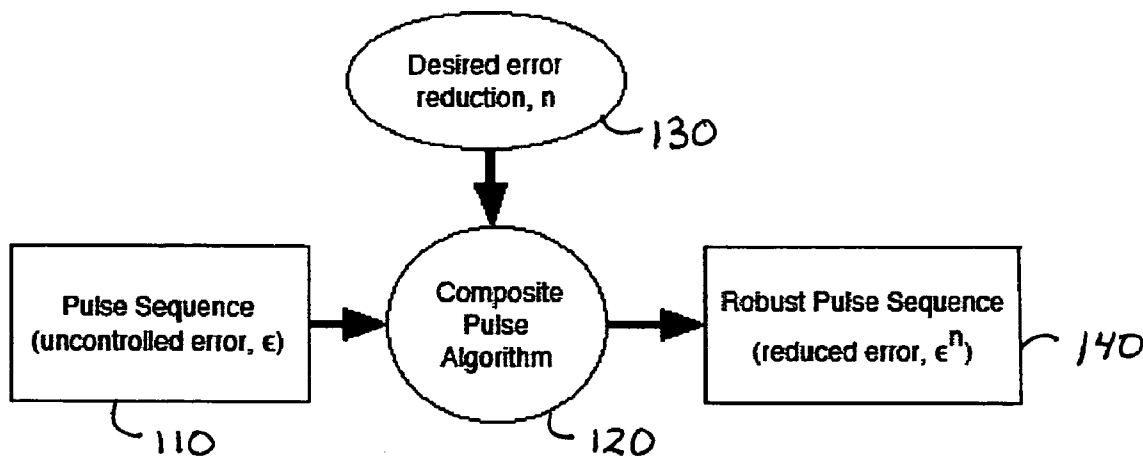 Desired error
reduction, n
130
Pulse Sequence
(uncontrolled error, ϵ)
110
Composite
Pulse
Algorithm
120
Robust Pulse Sequence
(reduced error, ϵⁿ)
140